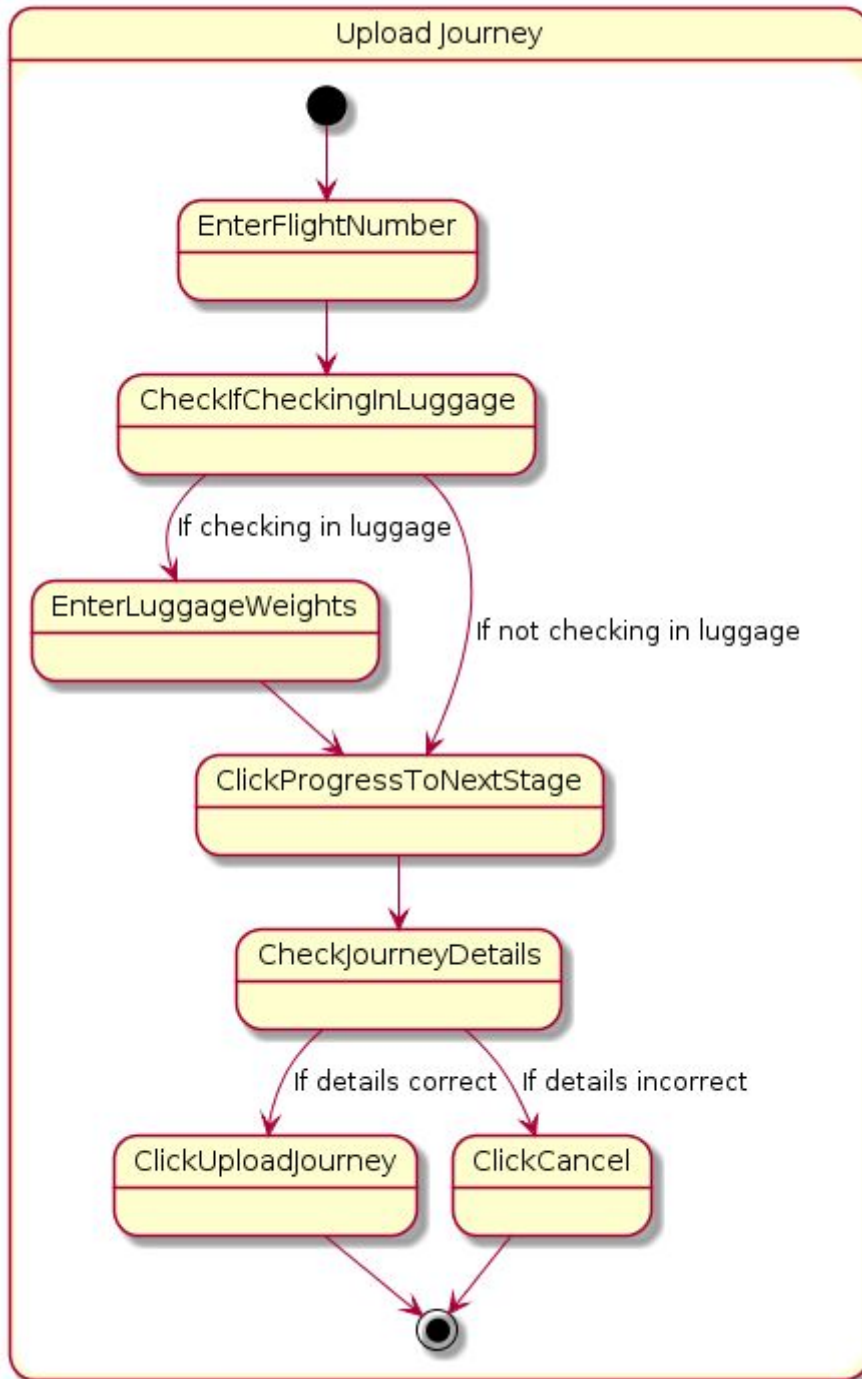 Upload Journey
EnterFlightNumber
CheckIfCheckingInLuggage
If checking in luggage
EnterLuggageWeights
If not checking in luggage
ClickProgressToNextStage
CheckJourneyDetails
If details correct
If details incorrect
ClickUploadJourney
ClickCancel